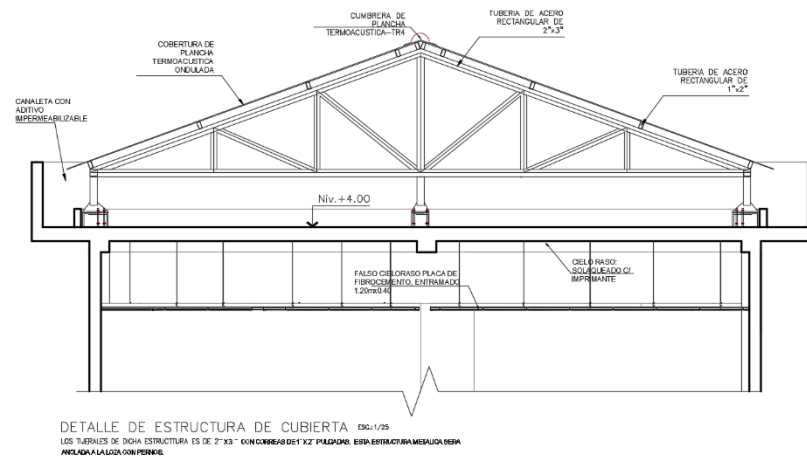 CUMBRERA DE
PLANCHA
TERMOACUSTICA-TR4
TUBERIA DE ACERO
RECTANGULAR DE
2"x3"
COBERTURA DE
PLANCHA
TERMOACUSTICA
ONDULADA
TUBERIA DE ACERO
RECTANGULAR DE
1"x2"
CANALETA CON
ADITIVO
IMPERMEABILIZABLE
Niv.+4.00
FALSO CIELORASO PLACA DE
FIBROCEMENTO, ENTRAMADO
1.20mx0.40
CIELO RASO:
SOLAQUEADO C/
IMPRIMANTE
DETALLE DE ESTRUCTURA DE CUBIERTA ESC:1/25
LOS TIJERALES DE DICHA ESTRUCTTURA ES DE 2"X3" CON CORREAS DE 1"X2" PULGADAS. ESTA ESTRUCTURA METALICA SERA
ANCLADA A LA LOZA CON PERNOS.